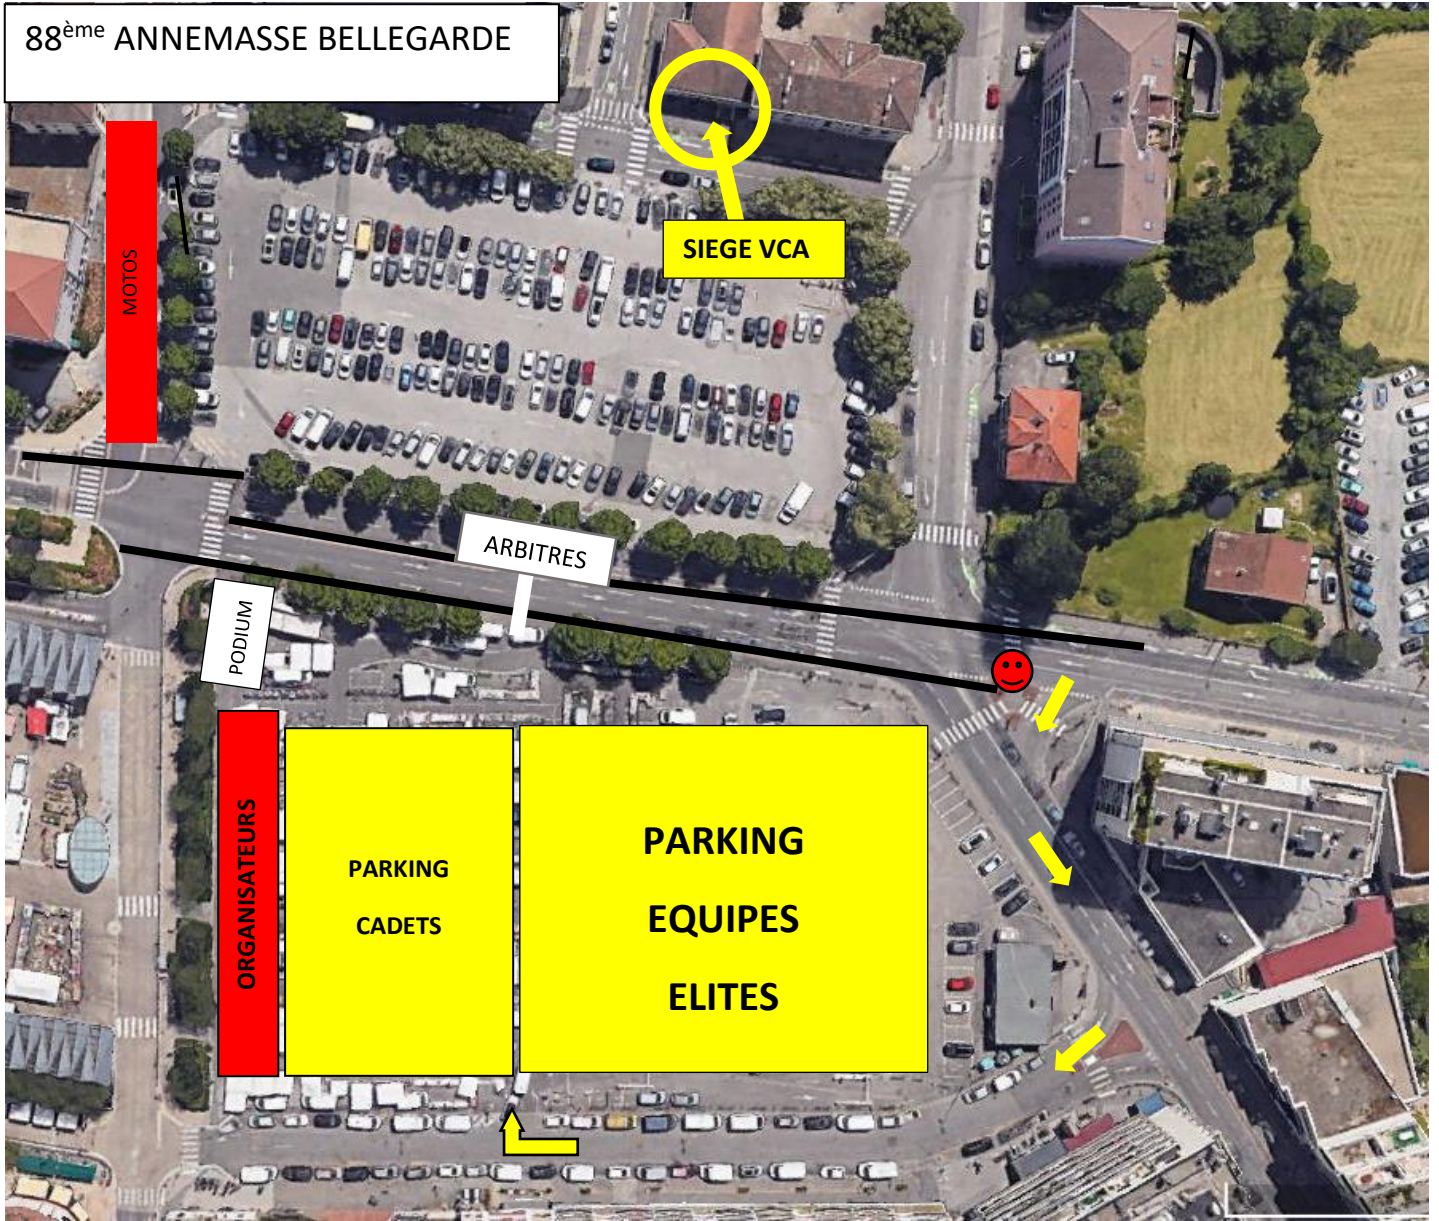 88ème ANNEMASSE BELLEGARDE
SIEGE VCA
MOTOS
ARBITRES
PODIUM
ORGANISATEURS
PARKING
CADETS
PARKING
EQUIPES
ELITES